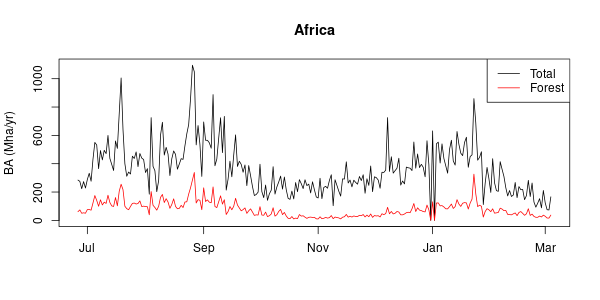 Africa
BA (Mha/yr)
1000
600
200
0
Total
Forest
Jul
Sep
Nov
Jan
Mar